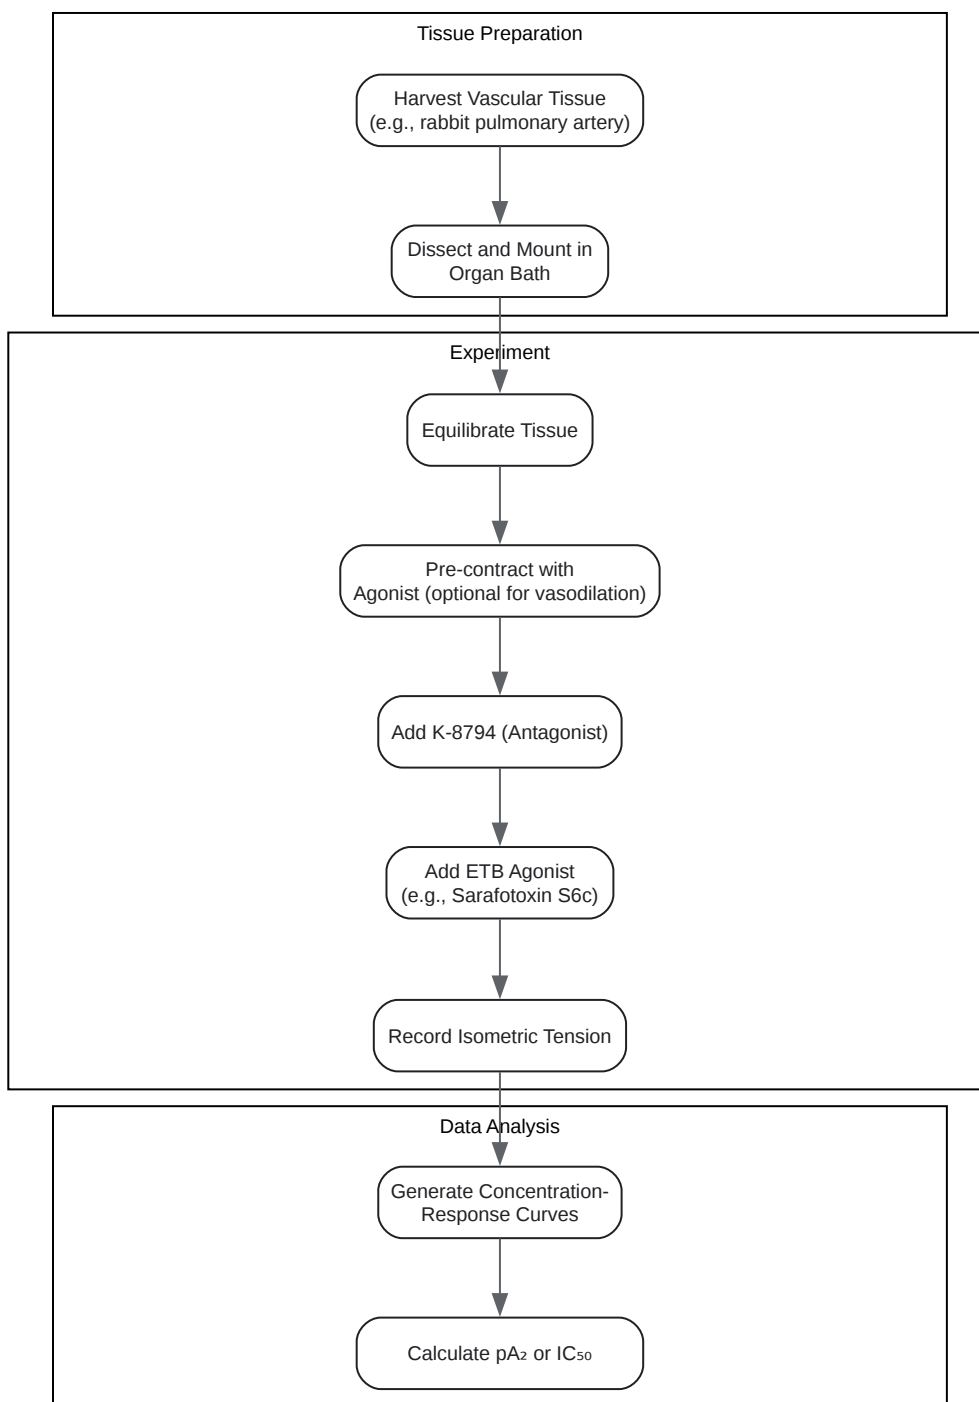 Tissue Preparation
Harvest Vascular Tissue
(e.g., rabbit pulmonary artery)
Dissect and Mount in
Organ Bath
Experiment
Equilibrate Tissue
Pre-contract with
Agonist (optional for vasodilation)
Add K-8794 (Antagonist)
Add ETB Agonist
(e.g., Sarafotoxin S6c)
Record Isometric Tension
Data Analysis
Generate Concentration-
Response Curves
Calculate pA₂ or IC₅₀